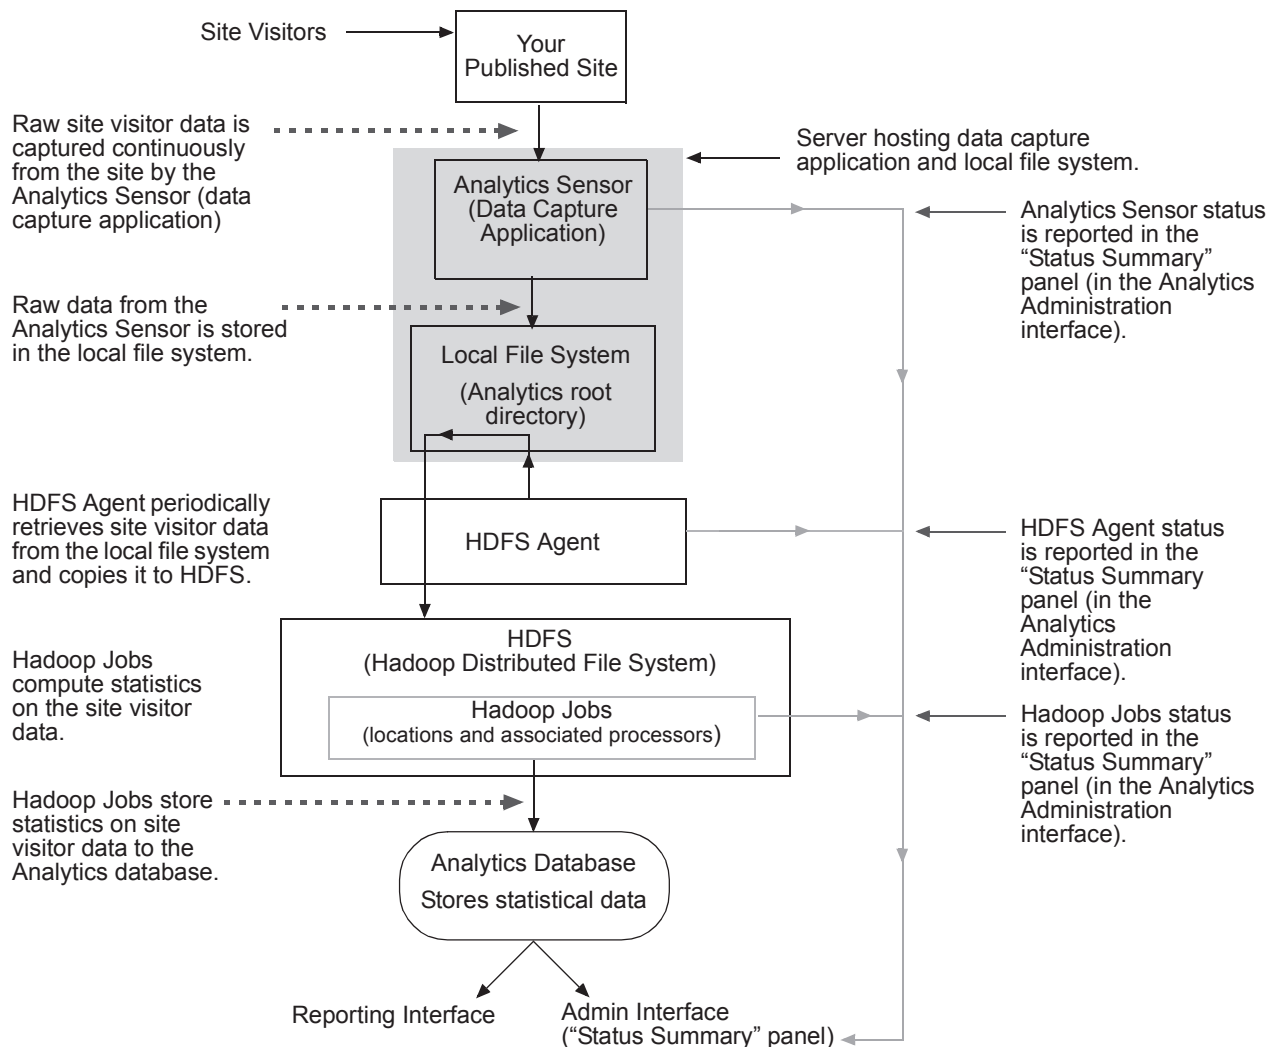 Site Visitors
Your
Published Site
Raw site visitor data is
captured continuously
from the site by the
Analytics Sensor (data
capture application)
Server hosting data capture
application and local file system.
Analytics Sensor
(Data Capture
Application)
Analytics Sensor status
is reported in the
“Status Summary”
panel (in the Analytics
Administration
interface).
Raw data from the
Analytics Sensor is stored
in the local file system.
Local File System
(Analytics root
directory)
HDFS Agent periodically
retrieves site visitor data
from the local file system
and copies it to HDFS.
HDFS Agent
HDFS Agent status
is reported in the
“Status Summary
panel (in the
Analytics
Administration
interface).
HDFS
(Hadoop Distributed File System)
Hadoop Jobs
compute statistics
on the site visitor
data.
Hadoop Jobs
(locations and associated processors)
Hadoop Jobs status
is reported in the
“Status Summary”
panel (in the Analytics
Administration
interface).
Hadoop Jobs store
statistics on site
visitor data to the
Analytics database.
Analytics Database
Stores statistical data
Reporting Interface
Admin Interface
(“Status Summary” panel)